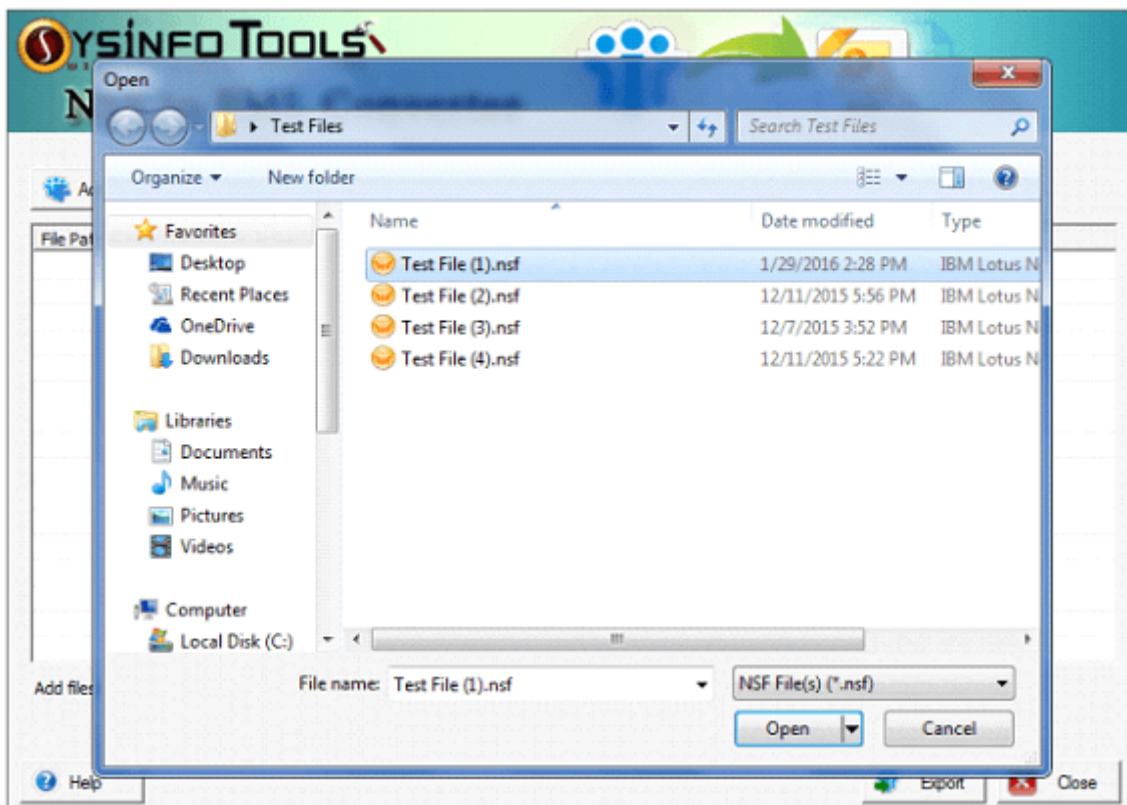 SYSINFO TOOLS
Open
Test Files
Search Test Files
Organize
New folder
File Pat
Favorites
Desktop
Recent Places
OneDrive
Downloads
Libraries
Documents
Music
Pictures
Videos
Computer
Local Disk (C:)
Name Date modified Type
Test File (1).nsf 1/29/2016 2:28 PM IBM Lotus N
Test File (2).nsf 12/11/2015 5:56 PM IBM Lotus N
Test File (3).nsf 12/7/2015 3:52 PM IBM Lotus N
Test File (4).nsf 12/11/2015 5:22 PM IBM Lotus N
Add files
File name: Test File (1).nsf NSF File(s) (*.nsf)
Open Cancel
Help Export Close